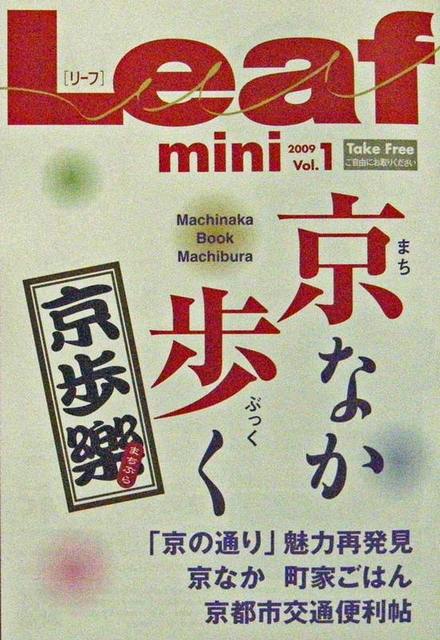 Leaf
[リーフ]
mini 2009 Vol.1
Take Free
ご自由にお取りください
Machinaka
Book
Machibura
京なか
まち
歩く
ぶっく
京歩樂
まちぶら
「京の通り」魅力再発見
京なか 町家ごはん
京都市交通便利帖